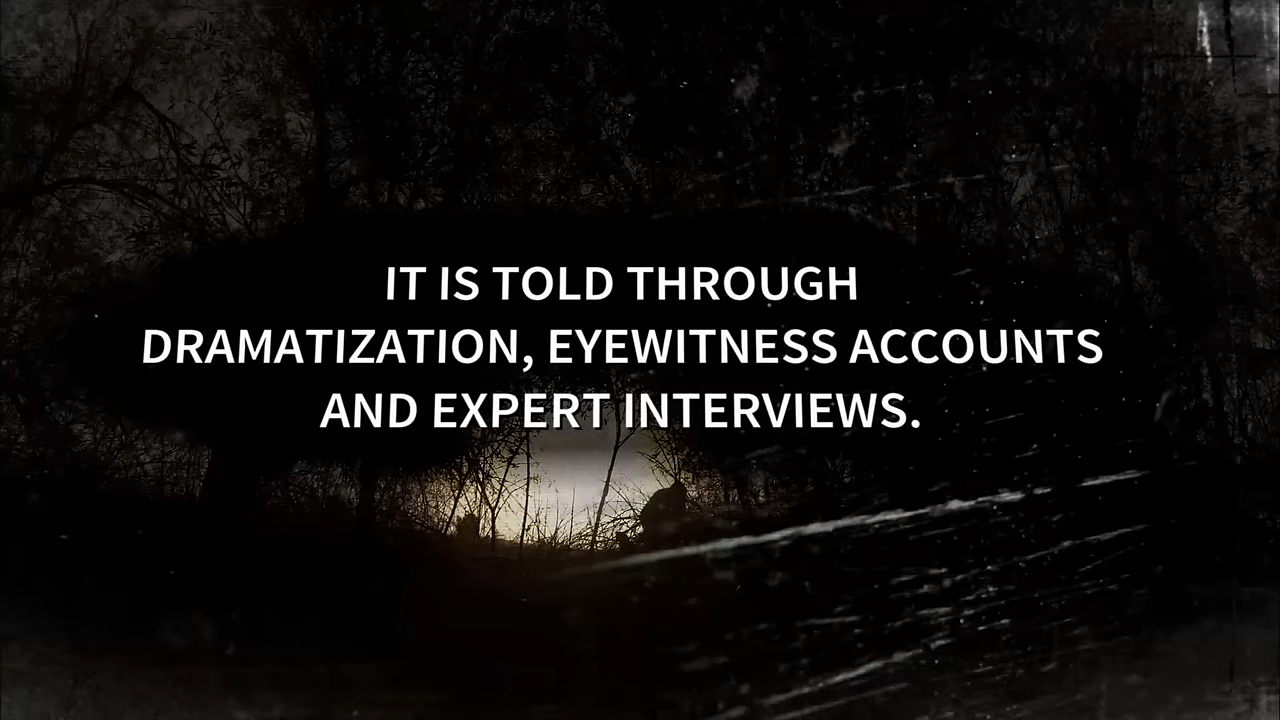 IT IS TOLD THROUGH
DRAMATIZATION, EYEWITNESS ACCOUNTS
AND EXPERT INTERVIEWS.